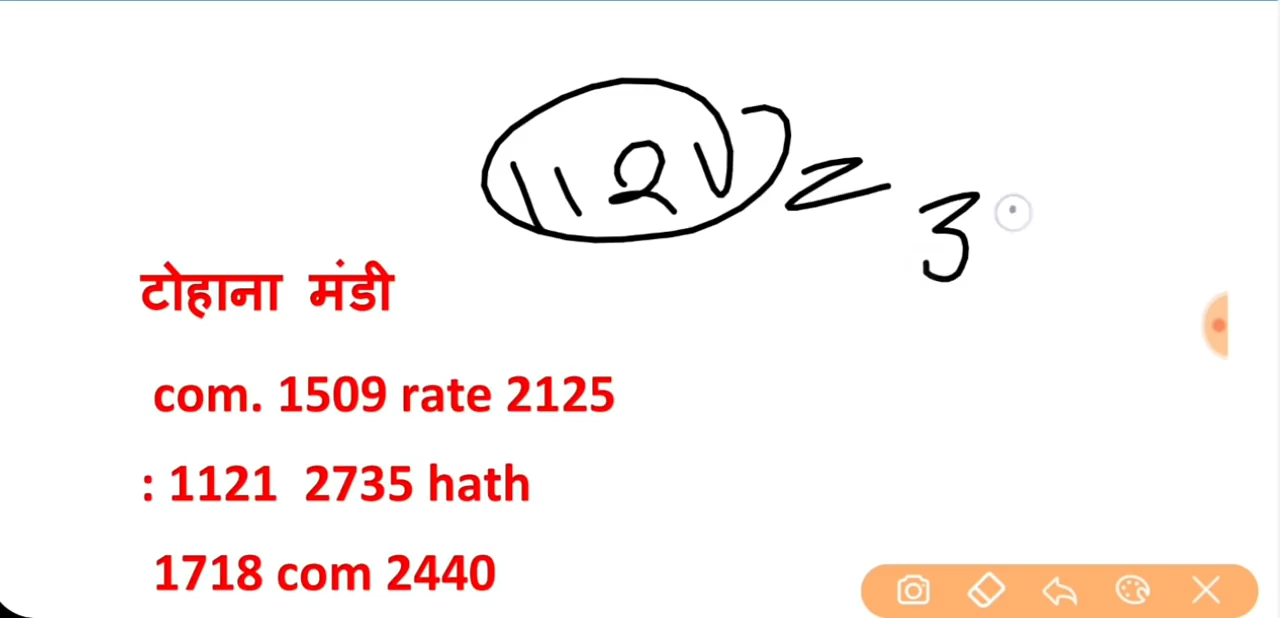 1121 = 3
टोहाना मंडी
com. 1509 rate 2125
: 1121 2735 hath
1718 com 2440